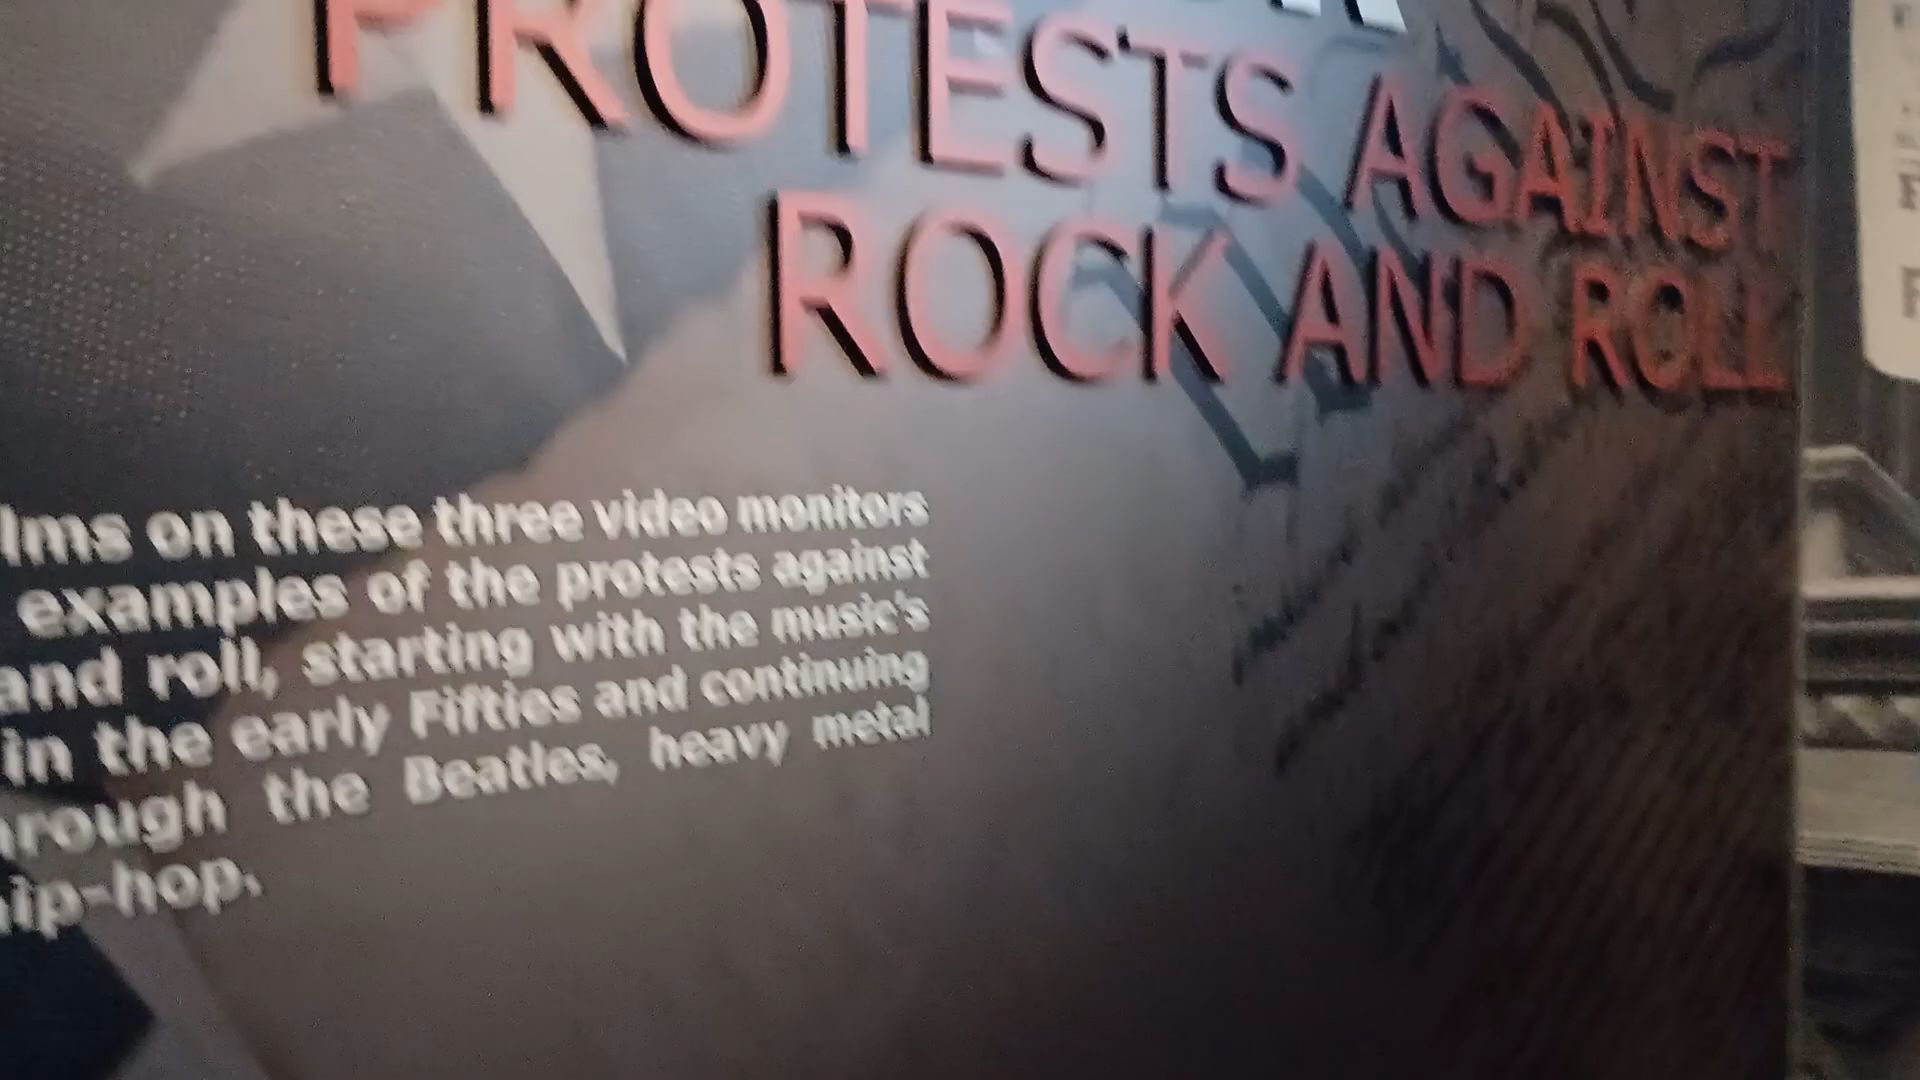 PROTESTS AGAINST
ROCK AND ROLL
lms on these three video monitors
examples of the protests against
and roll, starting with the music's
in the early Fifties and continuing
hrough the Beatles, heavy metal
hip-hop.